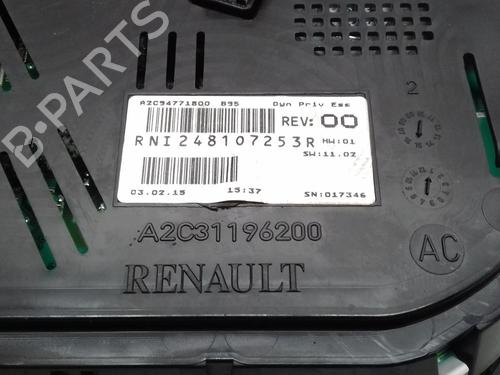 B-PARTS
A2C94771800 B95 Dyn Priv Ess
REV: 00
RNI248107253R HW:01
SW:11.02
03.02.15 15:37 SN:017346
2
A2C31196200
AC
RENAULT